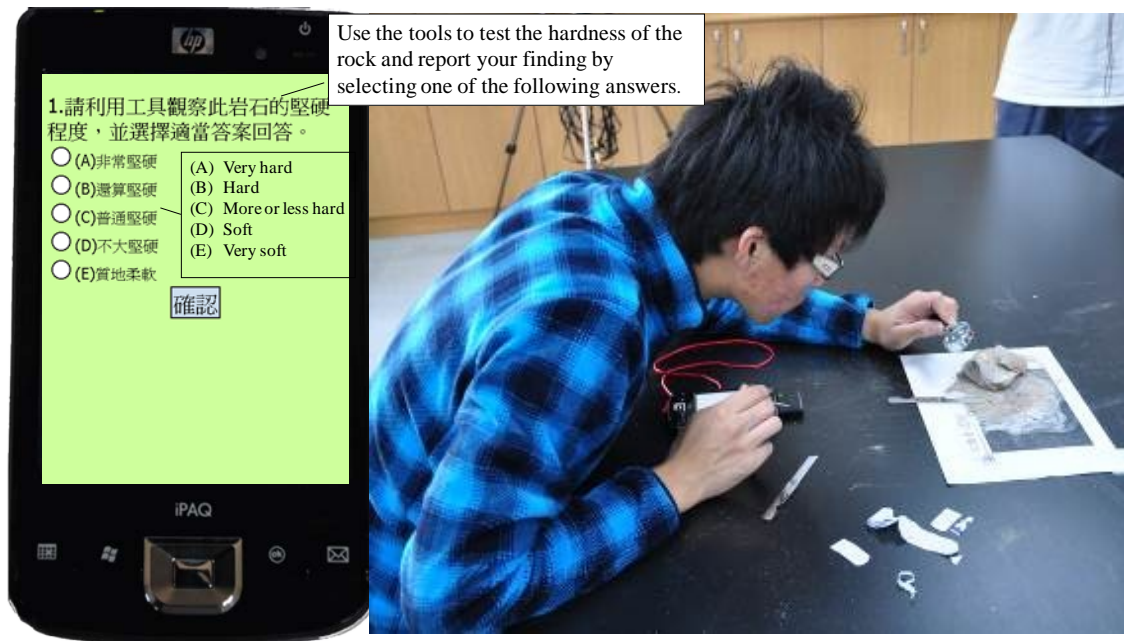 hp
Use the tools to test the hardness of the
rock and report your finding by
selecting one of the following answers.
1.請利用工具觀察此岩石的堅硬
程度，並選擇適當答案回答。
(A)非常堅硬
(B)還算堅硬
(C)普通堅硬
(D)不大堅硬
(E)質地柔軟
(A) Very hard
(B) Hard
(C) More or less hard
(D) Soft
(E) Very soft
確認
iPAQ
ok